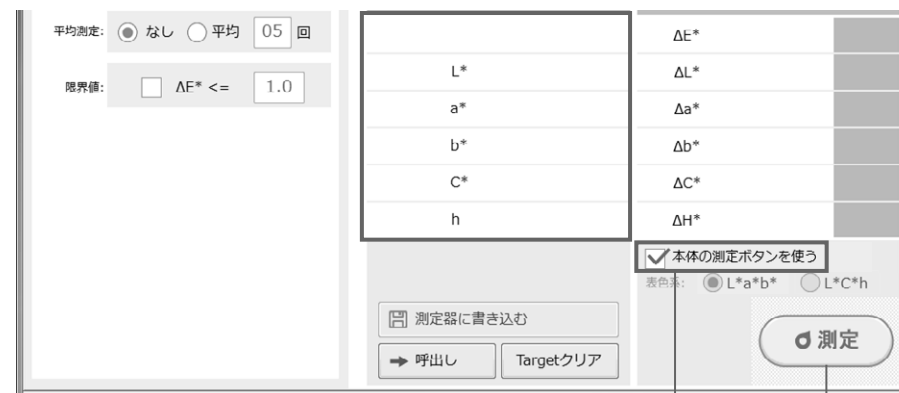 平均測定: なし 平均 05 回
限界値: ΔE* <= 1.0
L*
a*
b*
C*
h
測定器に書き込む
呼出し Targetクリア
ΔE*
ΔL*
Δa*
Δb*
ΔC*
ΔH*
本体の測定ボタンを使う
表色系: L*a*b* L*C*h
測定